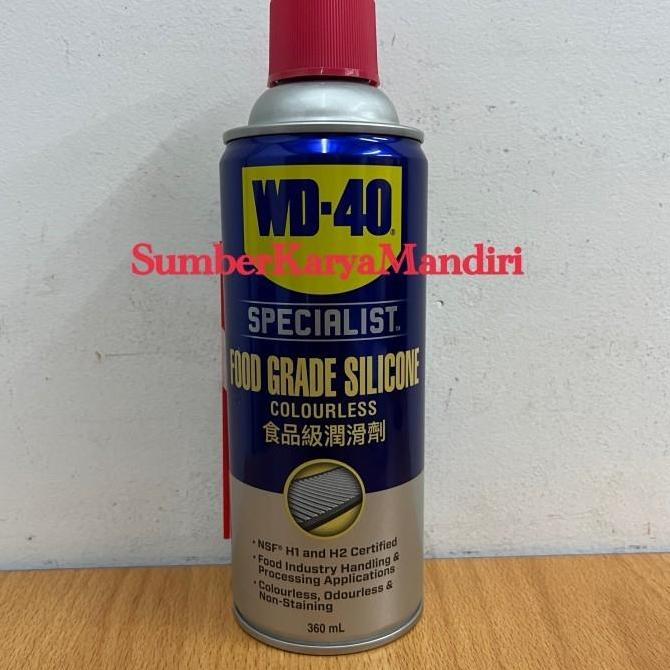 WD-40®
SumberKaryaMandiri
SPECIALIST™
FOOD GRADE SILICONE
COLOURLESS
食品級潤滑劑
• NSF® H1 and H2 Certified
• Food Industry Handling &
Processing Applications
• Colourless, Odourless &
Non-Staining
360 mL